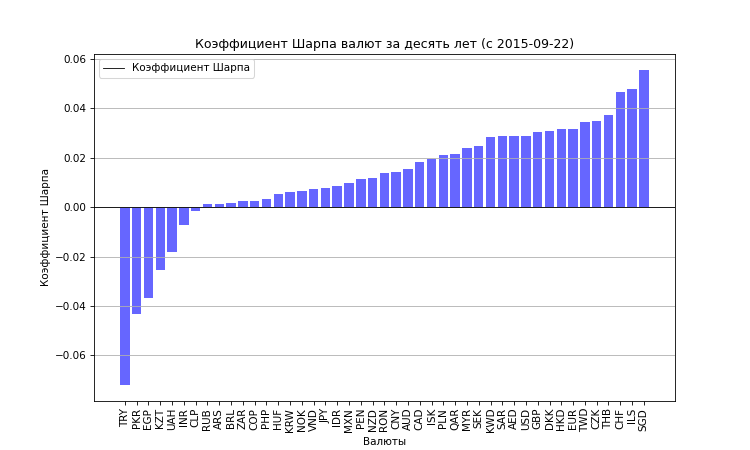 Коэффициент Шарпа валют за десять лет (с 2015-09-22)
Коэффициент Шарпа
0.06
0.04
0.02
0.00
−0.02
−0.04
−0.06
Коэффициент Шарпа
TRY PKR EGP KZT UAH INR CLP RUB ARS BRL ZAR COP PHP HUF KRW NOK VND JPY IDR MXN PEN NZD RON CNY AUD CAD ISK PLN QAR MYR SEK KWD SAR AED USD GBP DKK HKD EUR TWD CZK THB CHF ILS SGD
Валюты